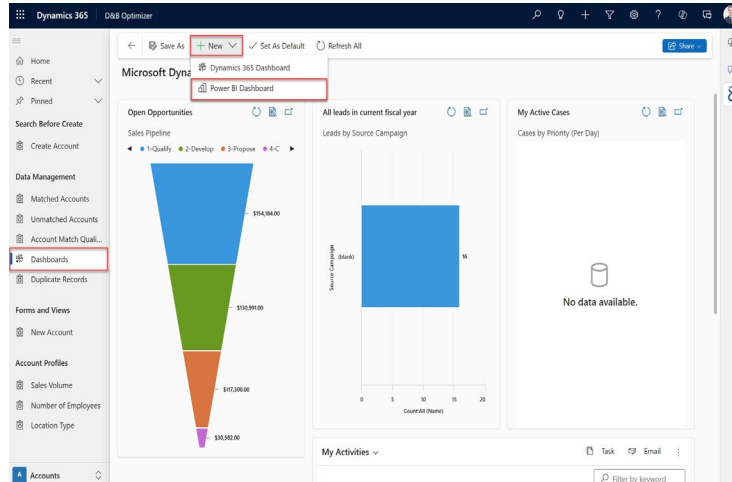 Dynamics 365 D&B Optimizer
Save As New Set As Default Refresh All Share
Home
Recent
Pinned
Search Before Create
Create Account
Data Management
Matched Accounts
Unmatched Accounts
Account Match Quali...
Dashboards
Duplicate Records
Forms and Views
New Account
Account Profiles
Sales Volume
Number of Employees
Location Type
A Accounts
Dynamics 365 Dashboard
Power BI Dashboard
Microsoft Dyna
Open Opportunities
Sales Pipeline
1-Qualify 2-Develop 3-Propose 4-C
$154,184.00
$130,991.00
$117,300.00
$30,582.00
All leads in current fiscal year
Leads by Source Campaign
Source Campaign
(blank)
16
0 5 10 15 20
Count:All (Name)
My Active Cases
Cases by Priority (Per Day)
No data available.
My Activities Task Email
Filter by keyword